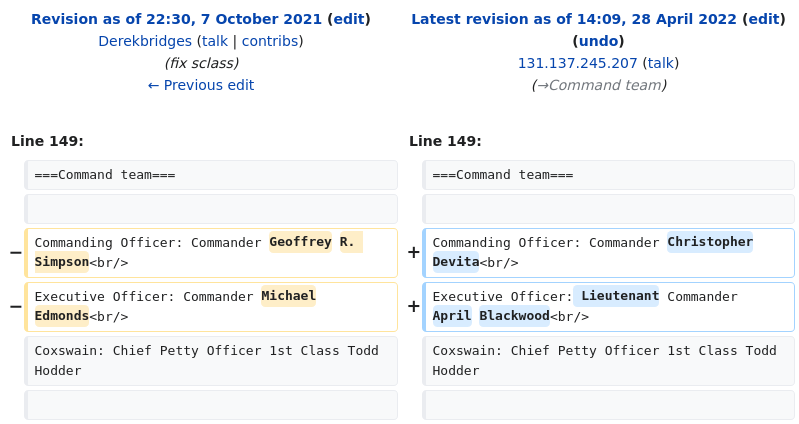 Revision as of 22:30, 7 October 2021 (edit)
Derekbridges (talk | contribs)
(fix sclass)
← Previous edit
Latest revision as of 14:09, 28 April 2022 (edit)
(undo)
131.137.245.207 (talk)
(→Command team)
Line 149:
Line 149:
===Command team===
===Command team===
− Commanding Officer: Commander Geoffrey R.
Simpson<br/>
+ Commanding Officer: Commander Christopher
Devita<br/>
− Executive Officer: Commander Michael
Edmonds<br/>
+ Executive Officer: Lieutenant Commander
April Blackwood<br/>
Coxswain: Chief Petty Officer 1st Class Todd
Hodder
Coxswain: Chief Petty Officer 1st Class Todd
Hodder